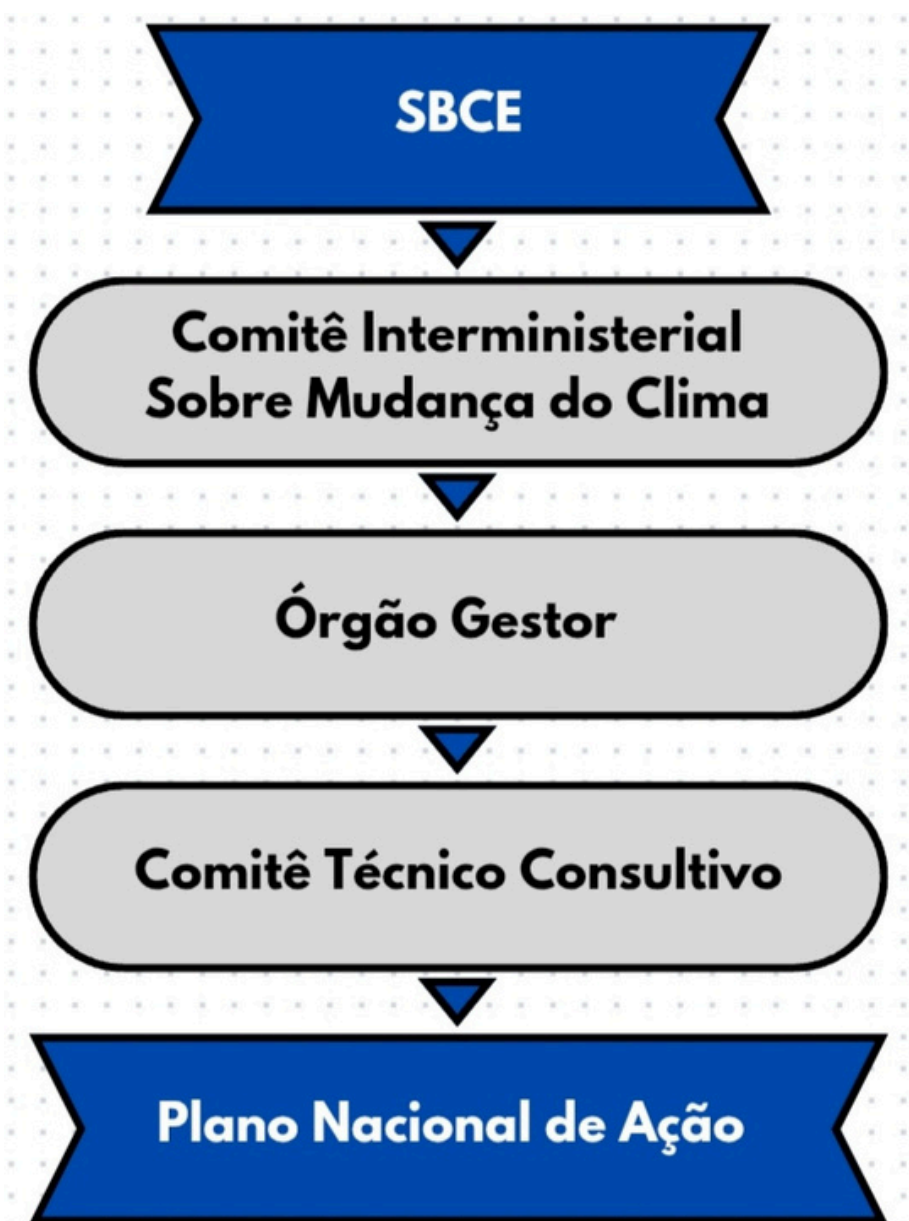 SBCE
Comitê Interministerial
Sobre Mudança do Clima
Órgão Gestor
Comitê Técnico Consultivo
Plano Nacional de Ação